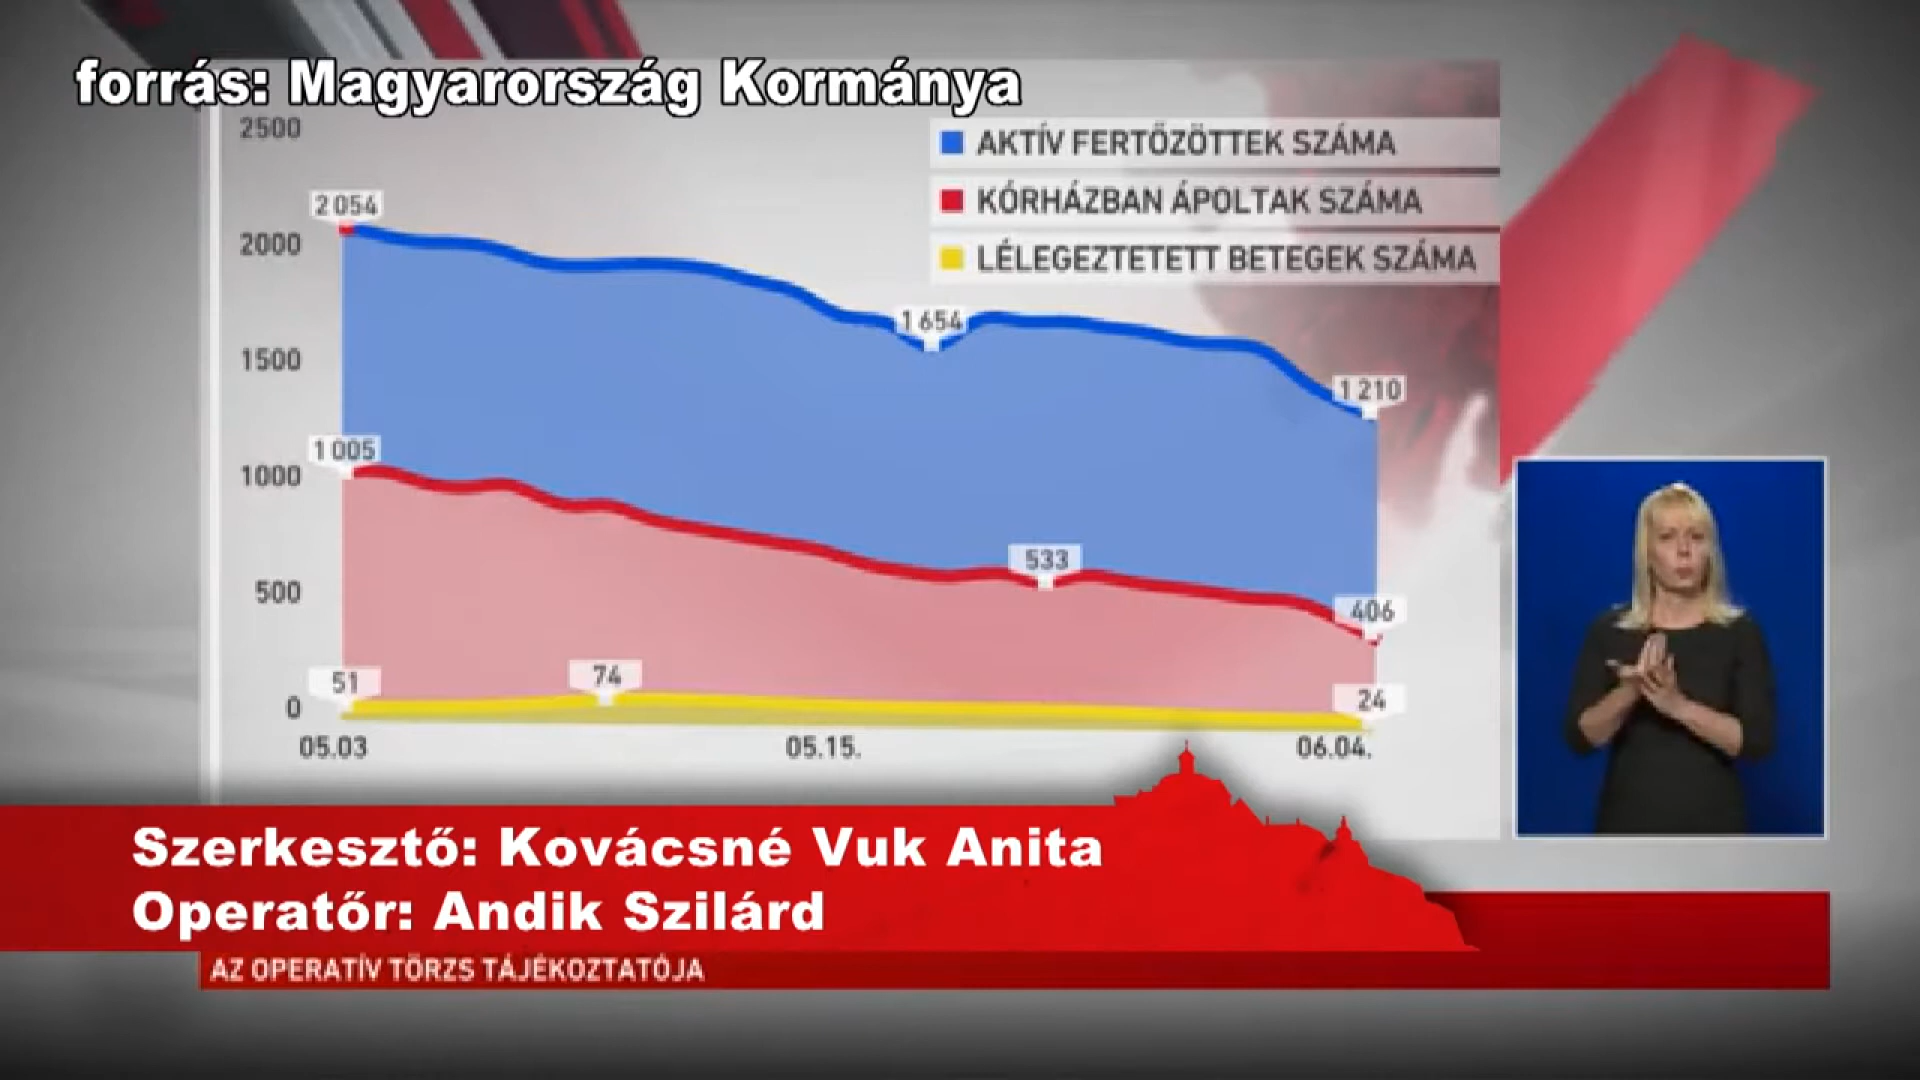 forrás: Magyarország Kormánya
2500
AKTÍV FERTŐZÖTTEK SZÁMA
KÓRHÁZBAN ÁPOLTAK SZÁMA
LÉLEGEZTETETT BETEGEK SZÁMA
2 054
2000
1 654
1500
1 210
1 005
1000
533
500
406
51
74
24
0
05.03
05.15.
06.04.
Szerkesztő: Kovácsné Vuk Anita
Operatőr: Andik Szilárd
AZ OPERATÍV TÖRZS TÁJÉKOZTATÓJA